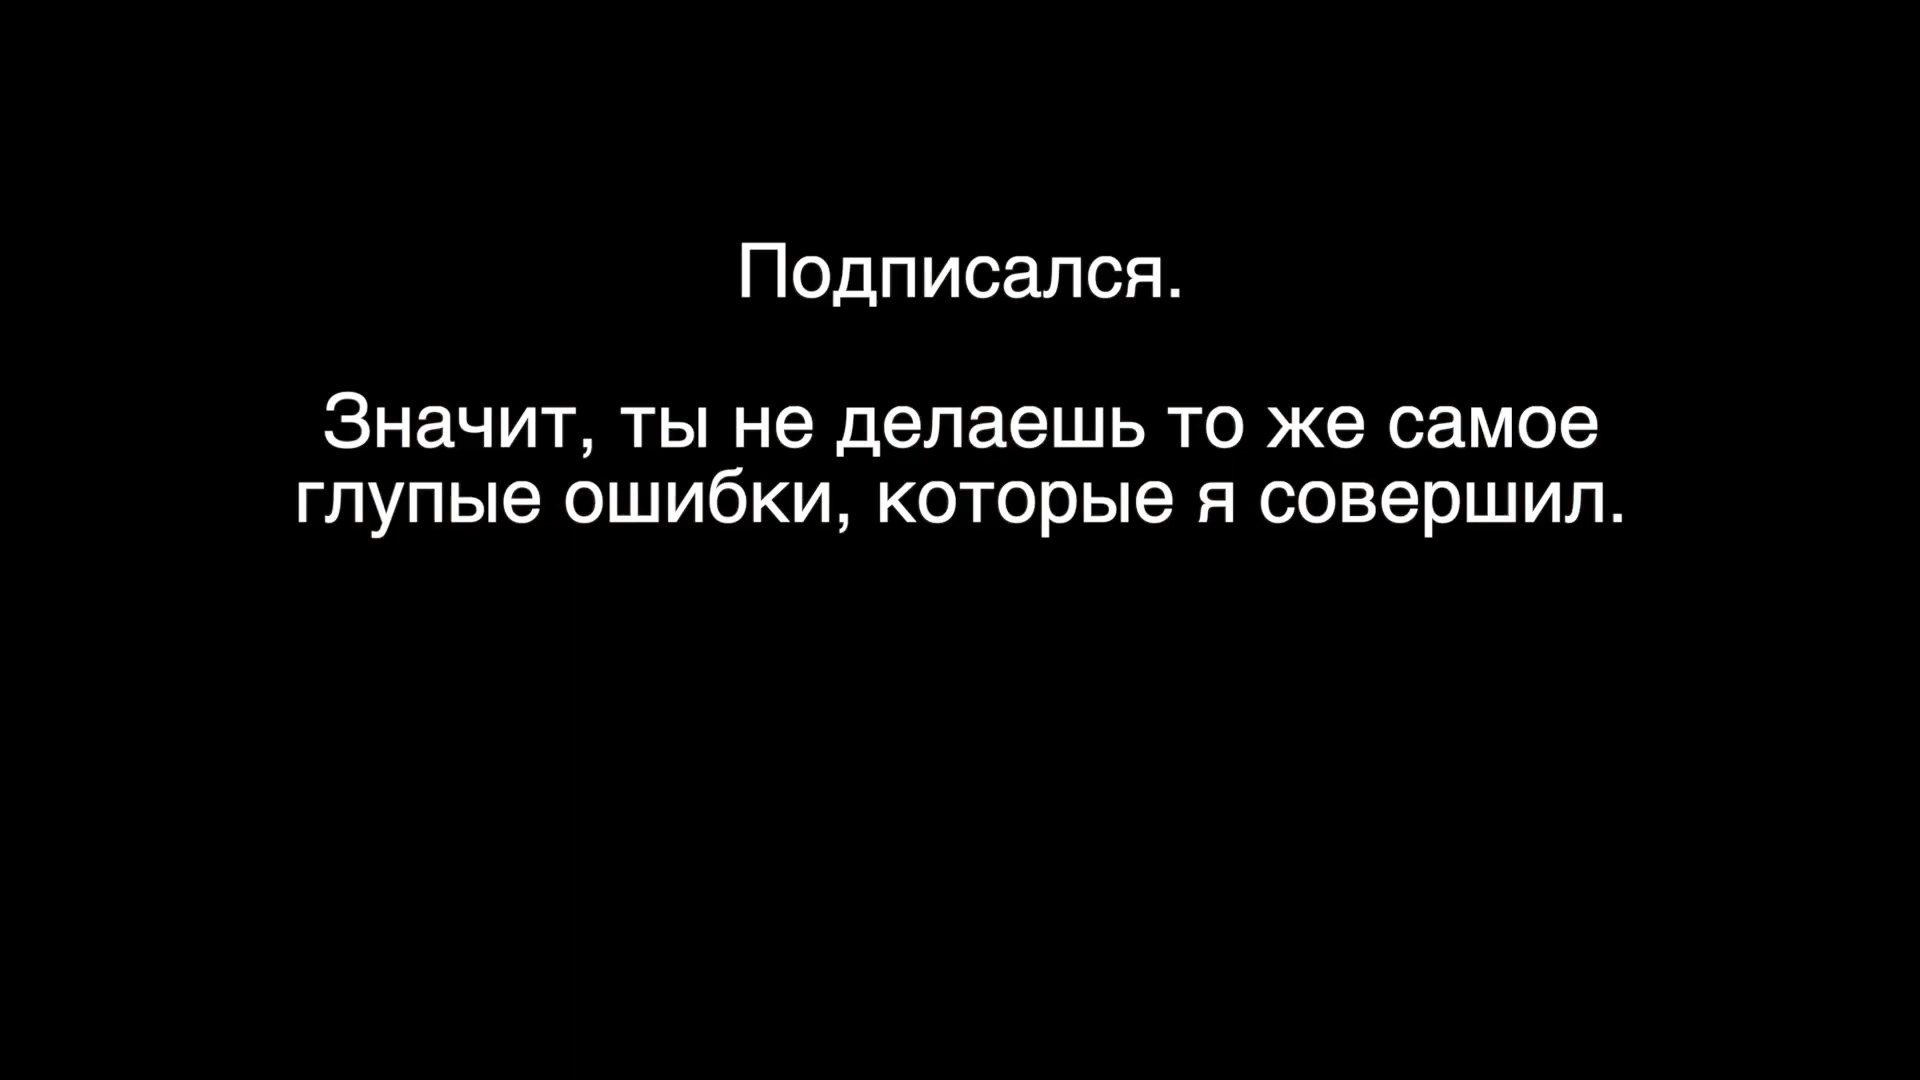 Подписался.
Значит, ты не делаешь то же самое
глупые ошибки, которые я совершил.